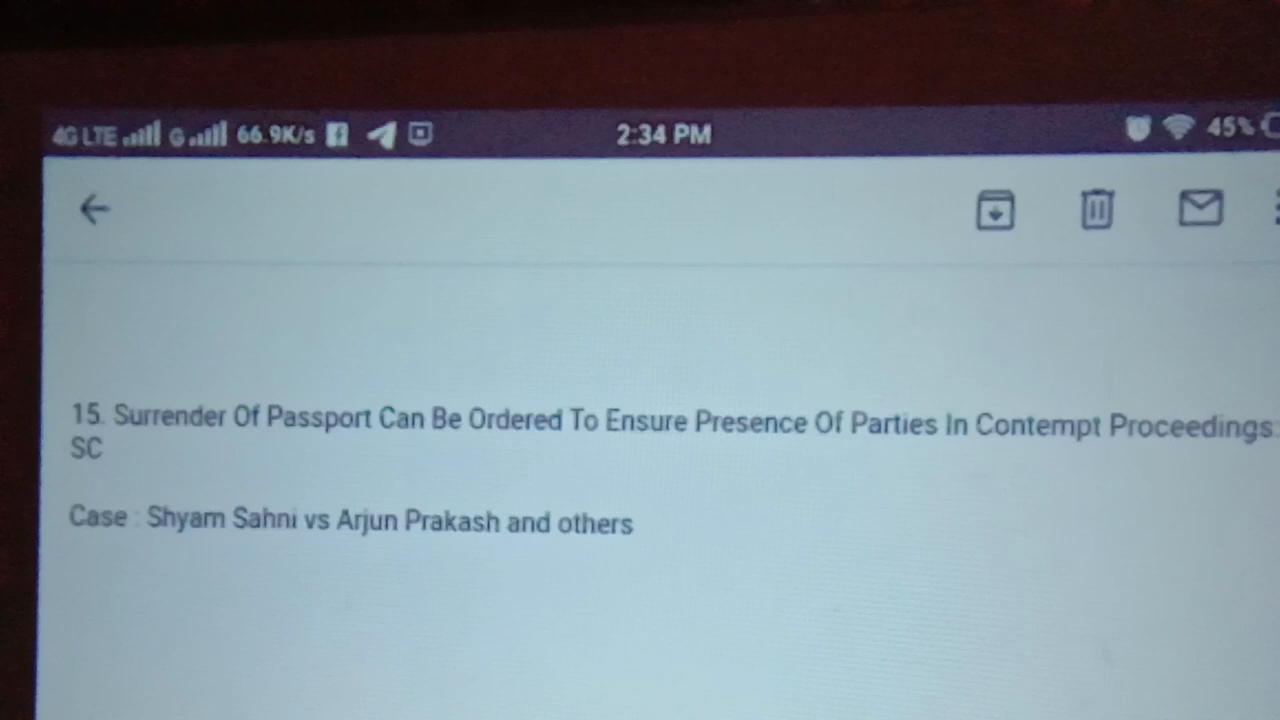 4G LTE G 66.9K/s 2:34 PM 45%
15. Surrender Of Passport Can Be Ordered To Ensure Presence Of Parties In Contempt Proceedings:
SC
Case : Shyam Sahni vs Arjun Prakash and others